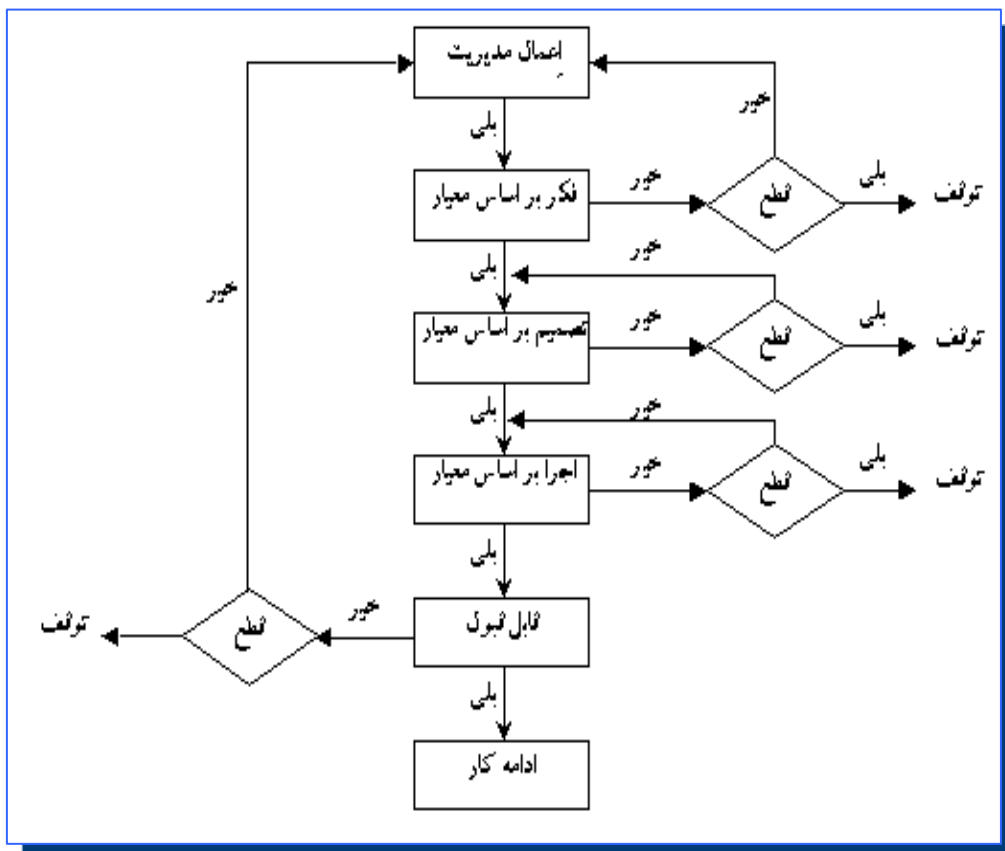 إعمال مدیریت
بلی
خیر
فکر بر اساس معیار
خیر
قطع
بلی
توقف
بلی
خیر
تصمیم بر اساس معیار
خیر
قطع
بلی
توقف
خیر
بلی
خیر
اجرا بر اساس معیار
خیر
قطع
بلی
توقف
بلی
قابل قبول
خیر
قطع
توقف
بلی
ادامه کار